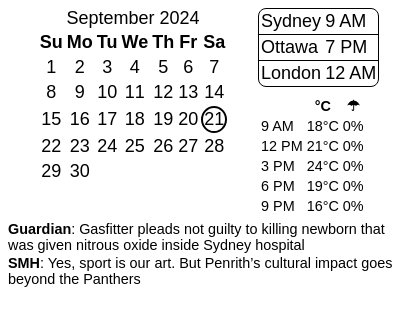 September 2024
Su Mo Tu We Th Fr Sa
1 2 3 4 5 6 7
8 9 10 11 12 13 14
15 16 17 18 19 20 21
22 23 24 25 26 27 28
29 30
Sydney 9 AM
Ottawa 7 PM
London 12 AM
°C ☂
9 AM 18°C 0%
12 PM 21°C 0%
3 PM 24°C 0%
6 PM 19°C 0%
9 PM 16°C 0%
Guardian: Gasfitter pleads not guilty to killing newborn that
was given nitrous oxide inside Sydney hospital
SMH: Yes, sport is our art. But Penrith’s cultural impact goes
beyond the Panthers